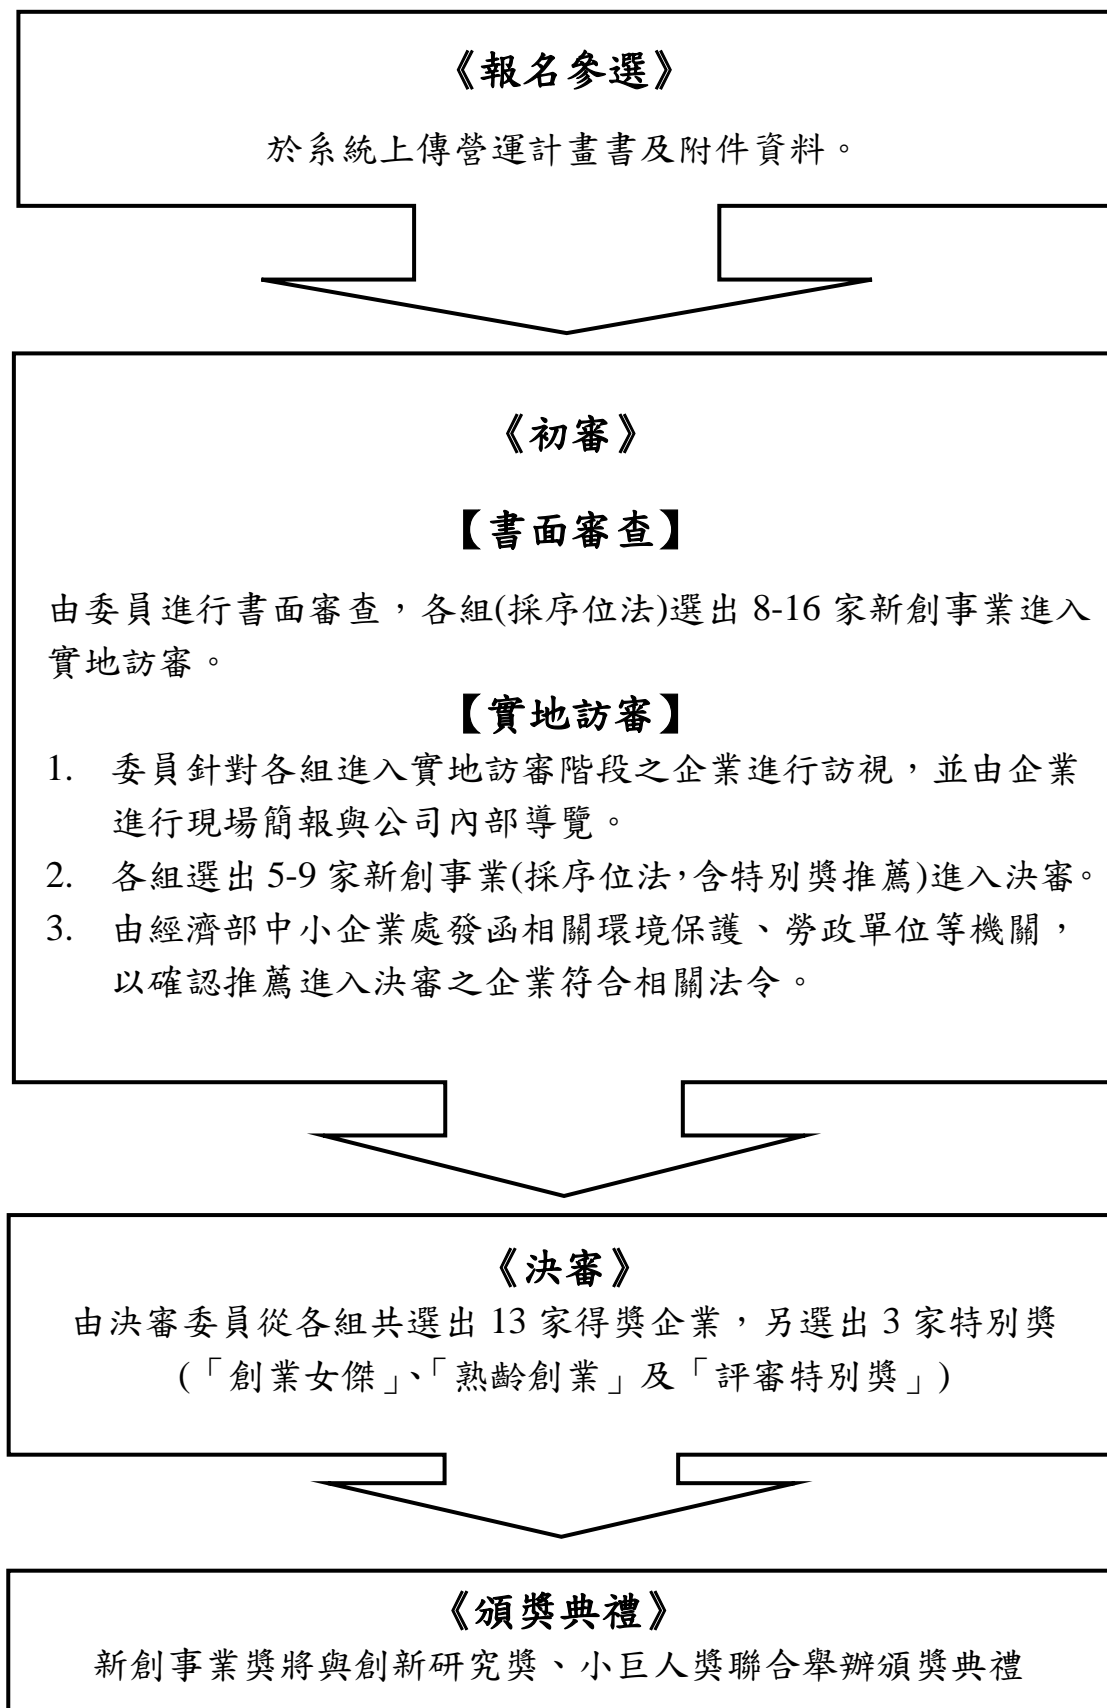 《報名參選》
於系統上傳營運計畫書及附件資料。
《初審》
【書面審查】
由委員進行書面審查，各組(採序位法)選出 8-16 家新創事業進入
實地訪審。
【實地訪審】
1. 委員針對各組進入實地訪審階段之企業進行訪視，並由企業
進行現場簡報與公司內部導覽。
2. 各組選出 5-9 家新創事業(採序位法,含特別獎推薦)進入決審。
3. 由經濟部中小企業處發函相關環境保護、勞政單位等機關，
以確認推薦進入決審之企業符合相關法令。
《決審》
由決審委員從各組共選出 13 家得獎企業，另選出 3 家特別獎
(「創業女傑」、「熟齡創業」及「評審特別獎」)
《頒獎典禮》
新創事業獎將與創新研究獎、小巨人獎聯合舉辦頒獎典禮